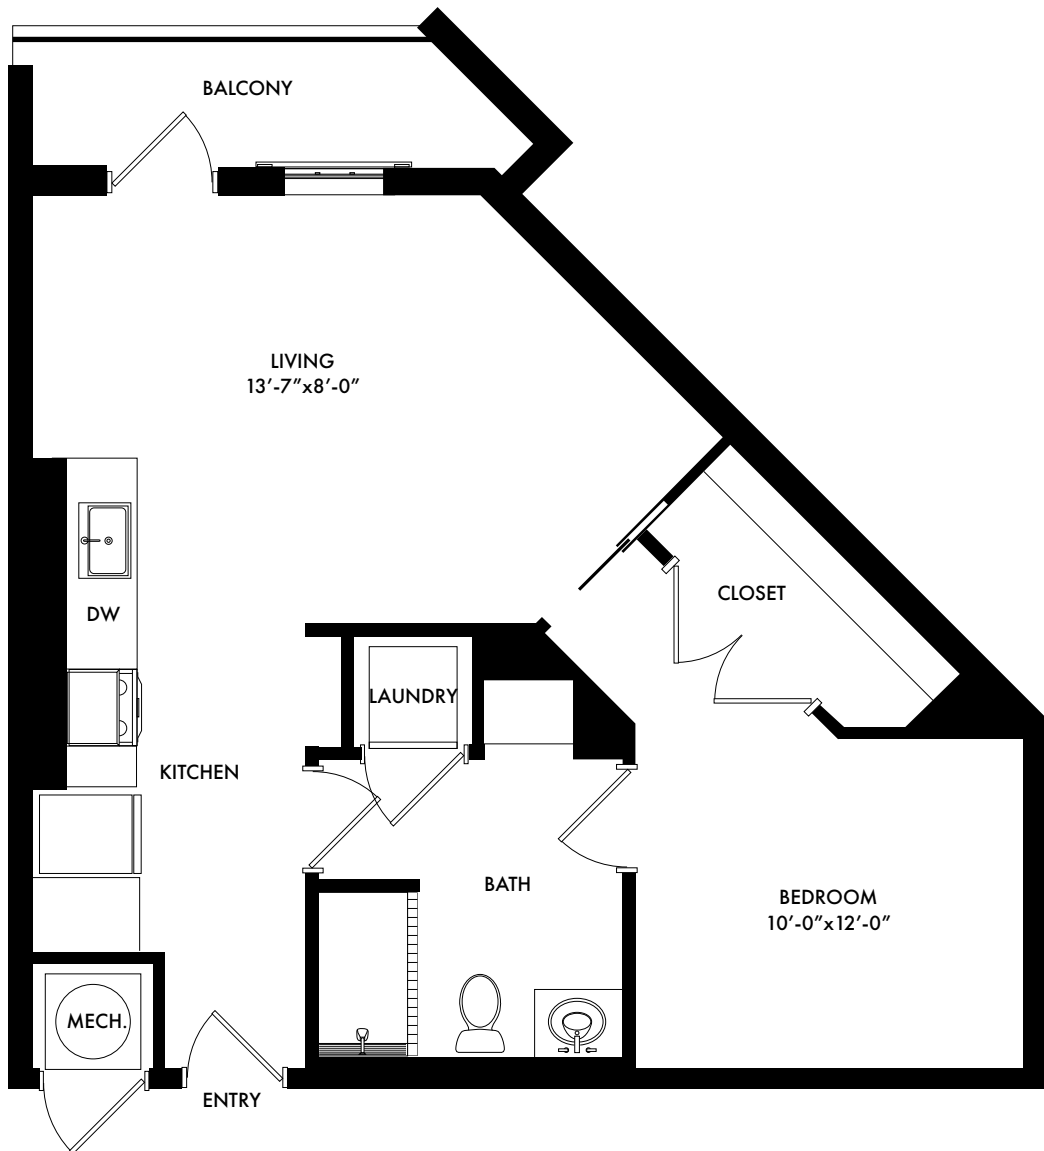 BALCONY
LIVING
13’-7”x8’-0”
CLOSET
DW
LAUNDRY
KITCHEN
BATH
BEDROOM
10’-0”x12’-0”
MECH.
ENTRY